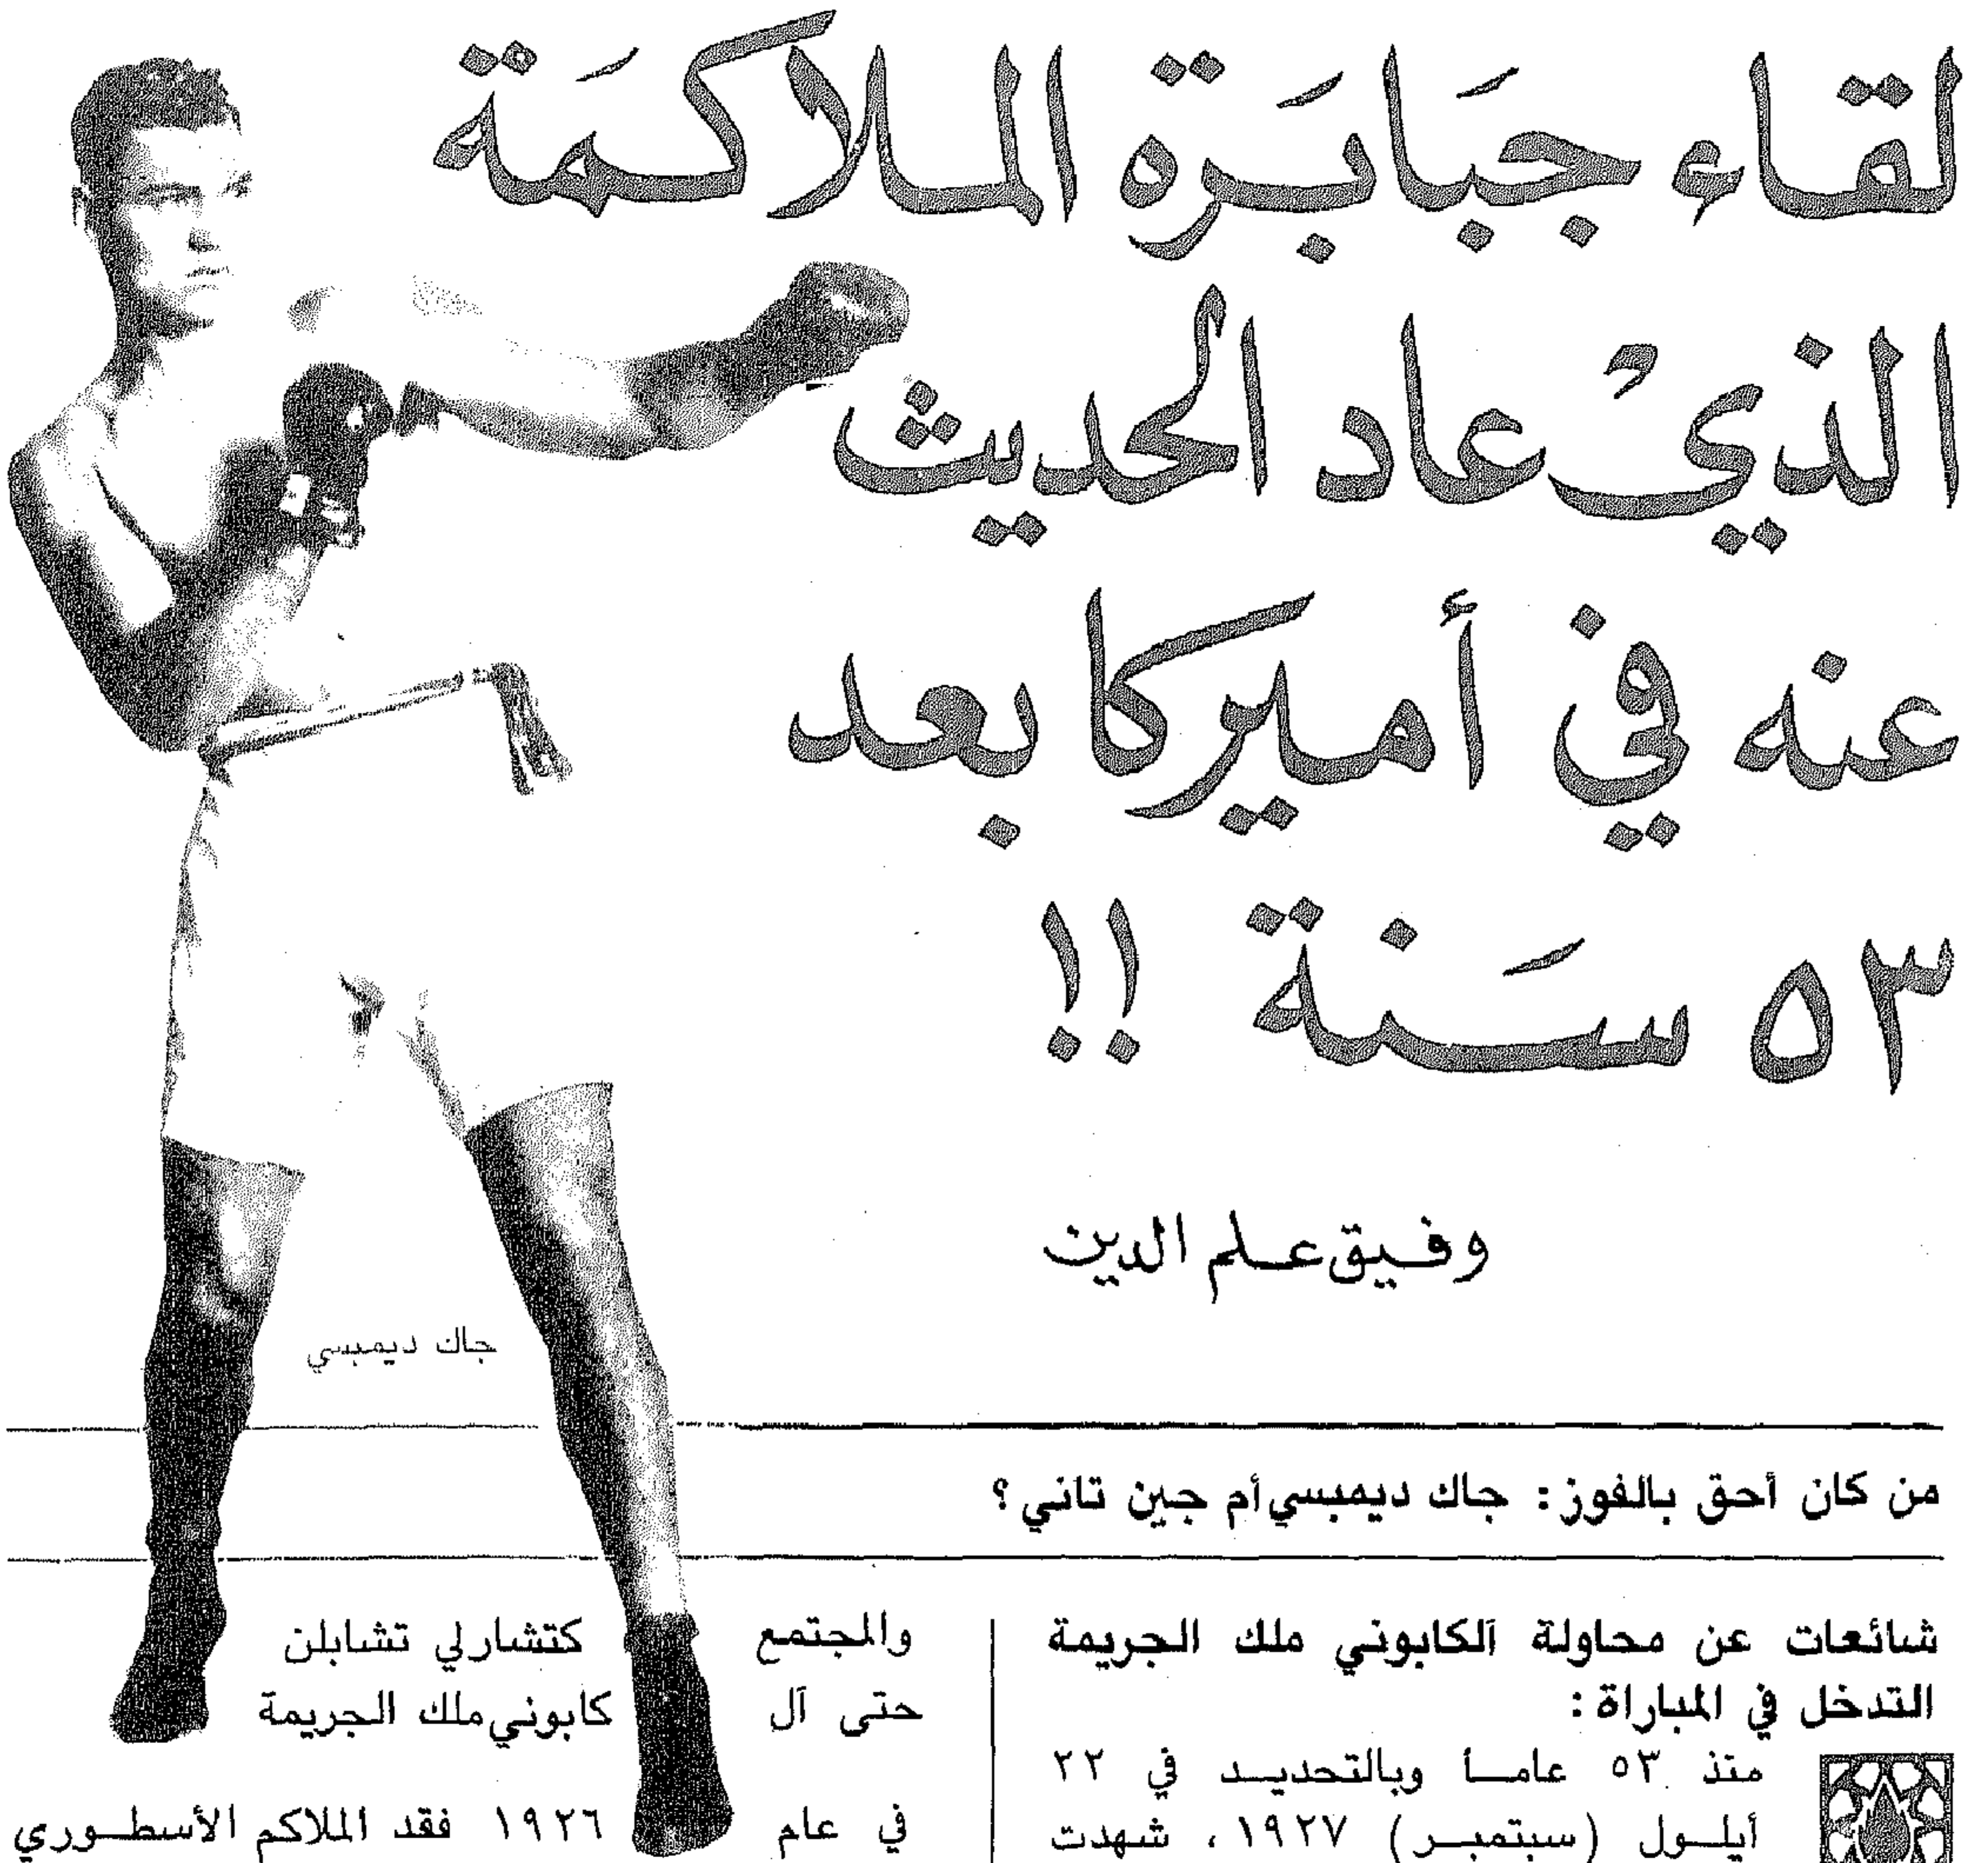 لقاء جبابرة الملاكمة
الذي عاد الحديث
عنه في أميركا بعد
٥٣ سنة !!
وفيق علم الدين
جاك ديمبسي
من كان أحق بالفوز: جاك ديمبسي أم جين تاني ؟
شائعات عن محاولة آلكابوني ملك الجريمة
التدخل في المباراة :
منذ ٥٣ عاماً وبالتحديد في ٢٢
أيلول (سبتمبر) ١٩٢٧ ، شهدت
والمجتمع كتشارلي تشابلن
حتى آل كابوني ملك الجريمة
في عام ١٩٢٦ فقد الملاكم الأسطوري